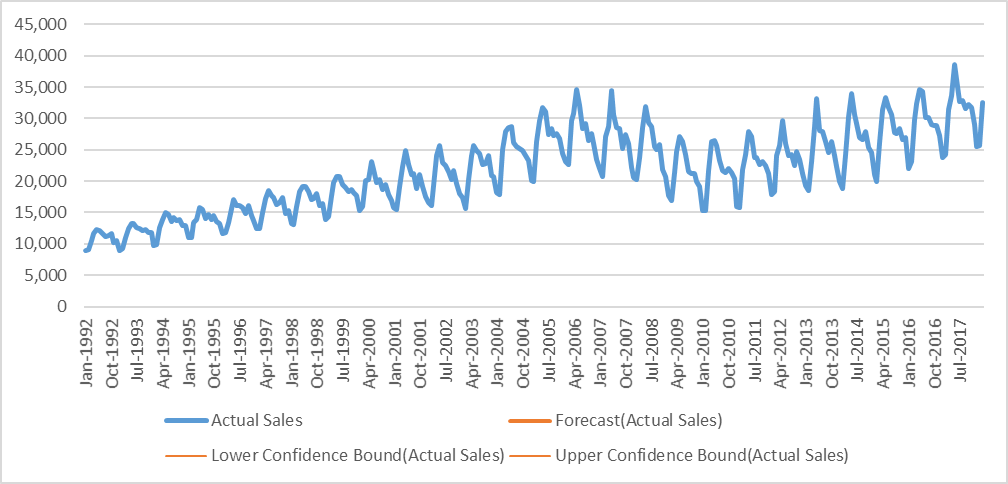 45,000
40,000
35,000
30,000
25,000
20,000
15,000
10,000
5,000
0
Jan-1992
Oct-1992
Jul-1993
Apr-1994
Jan-1995
Oct-1995
Jul-1996
Apr-1997
Jan-1998
Oct-1998
Jul-1999
Apr-2000
Jan-2001
Oct-2001
Jul-2002
Apr-2003
Jan-2004
Oct-2004
Jul-2005
Apr-2006
Jan-2007
Oct-2007
Jul-2008
Apr-2009
Jan-2010
Oct-2010
Jul-2011
Apr-2012
Jan-2013
Oct-2013
Jul-2014
Apr-2015
Jan-2016
Oct-2016
Jul-2017
Actual Sales
Forecast(Actual Sales)
Lower Confidence Bound(Actual Sales)
Upper Confidence Bound(Actual Sales)